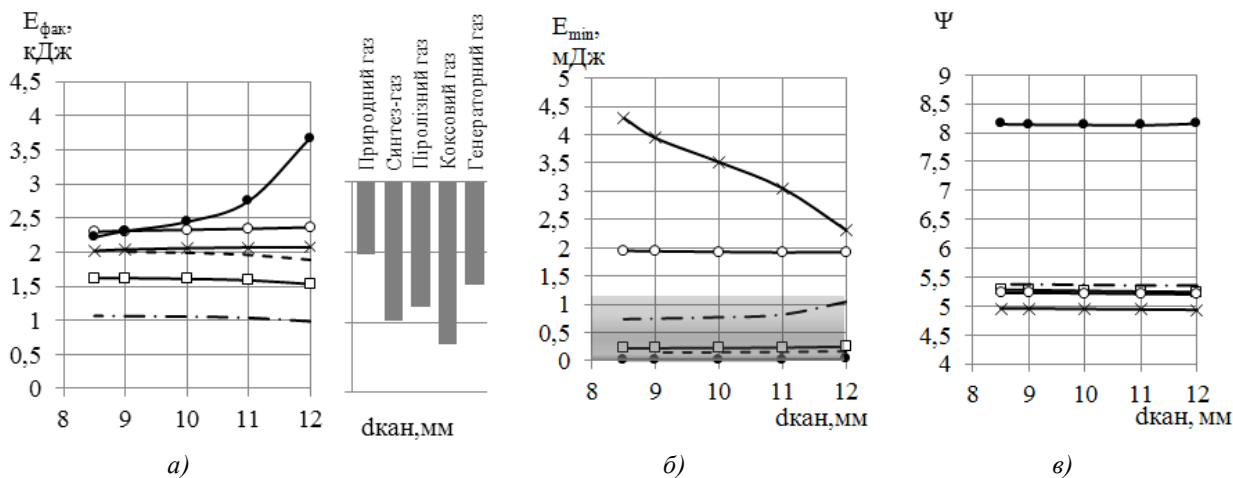 E фак,
кДж
4,5
4
3,5
3
2,5
2
1,5
1
0,5
0
8 9 10 11 12
Природний газ
Синтез-газ
Піролізний газ
Коксовий газ
Генераторний газ
dкан,мм
а)
E min,
мДж
5
4,5
4
3,5
3
2,5
2
1,5
1
0,5
0
8 9 10 11 12
dкан,мм
б)
Ψ
9
8,5
8
7,5
7
6,5
6
5,5
5
4,5
4
8 9 10 11 12
dкан, мм
в)